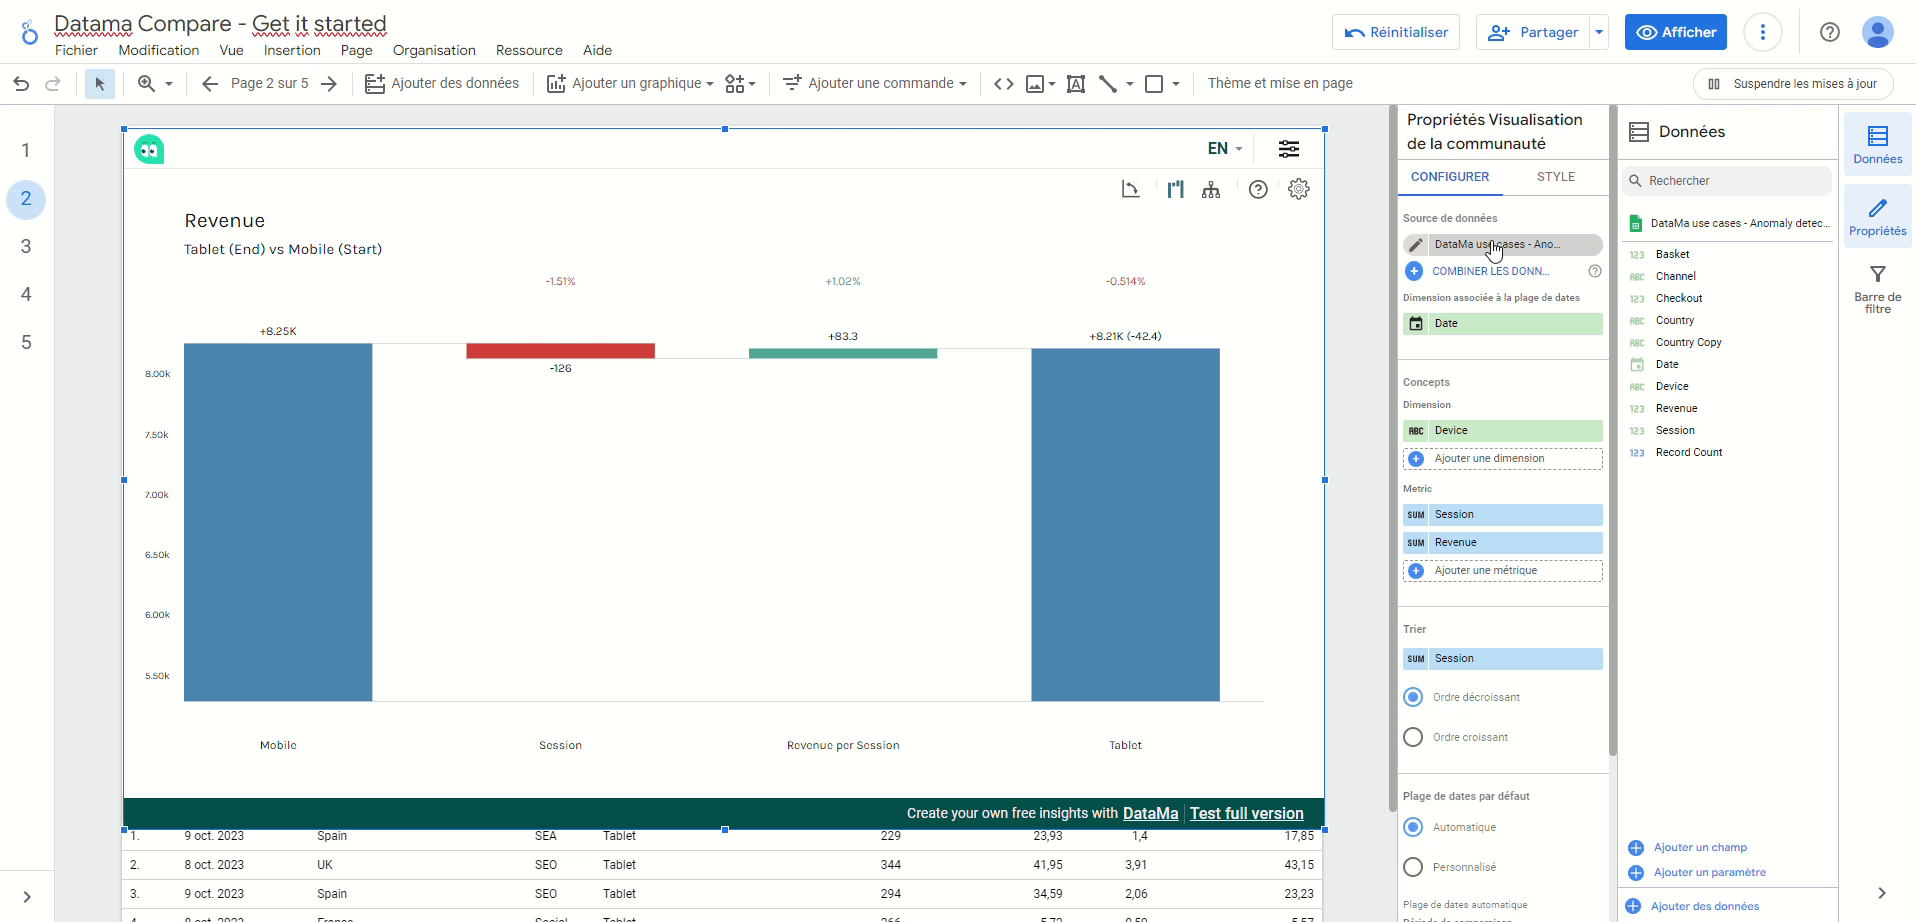 Datama Compare - Get it started
Fichier Modification Vue Insertion Page Organisation Ressource Aide
Réinitialiser
Partager
Afficher
Page 2 sur 5
Ajouter des données
Ajouter un graphique
Ajouter une commande
Thème et mise en page
Suspendre les mises à jour
1
2
3
4
5
EN
Revenue
Tablet (End) vs Mobile (Start)
-1.51% +1.02% -0.514%
+8.25K +83.3 +8.21K (-42.4)
-126
8.00k
7.50k
7.00k
6.50k
6.00k
5.50k
Mobile Session Revenue per Session Tablet
Create your own free insights with DataMa Test full version
1. 9 oct. 2023 Spain SEA Tablet 229 23,93 1,4 17,85
2. 8 oct. 2023 UK SEO Tablet 344 41,95 3,91 43,15
3. 9 oct. 2023 Spain SEO Tablet 294 34,59 2,06 23,23
Propriétés Visualisation
de la communauté
CONFIGURER STYLE
Source de données
DataMa use cases - Ano...
COMBINER LES DONN...
Dimension associée à la plage de dates
Date
Concepts
Dimension
ABC Device
Ajouter une dimension
Metric
SUM Session
SUM Revenue
Ajouter une métrique
Trier
SUM Session
Ordre décroissant
Ordre croissant
Plage de dates par défaut
Automatique
Personnalisé
Plage de dates automatique
Données
Rechercher
DataMa use cases - Anomaly detec...
123 Basket
ABC Channel
123 Checkout
ABC Country
ABC Country Copy
Date
ABC Device
123 Revenue
123 Session
123 Record Count
Ajouter un champ
Ajouter un paramètre
Ajouter des données
Données
Propriétés
Barre de
filtre